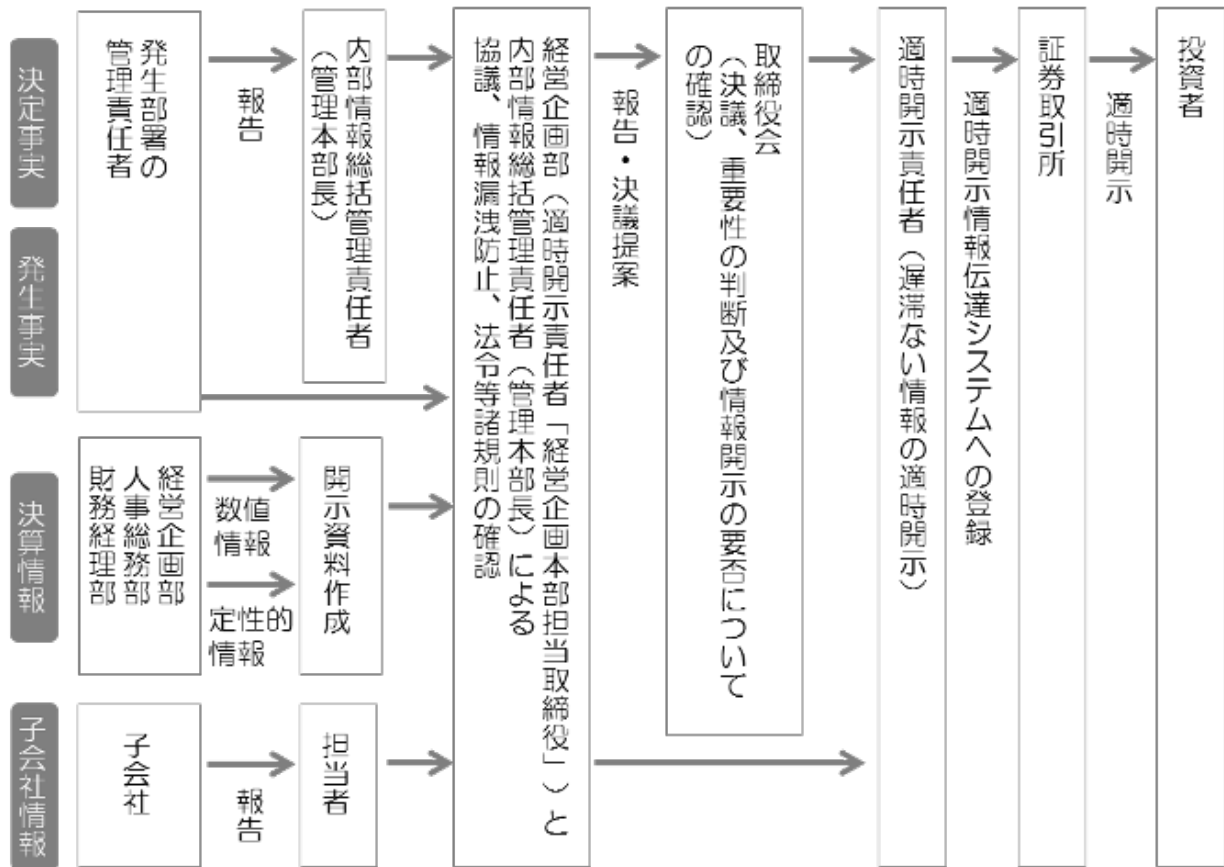 決定事実
発生事実
決算情報
子会社情報
発生部署の
管理責任者
報告
内部情報総括管理責任者
（管理本部長）
経営企画部
人事総務部
財務経理部
数値
情報
定性的
情報
開示資料作成
子会社
報告
担当者
経営企画部（適時開示責任者「経営企画本部担当取締役」）と
内部情報総括管理責任者（管理本部長）による
協議、情報漏洩防止、法令等諸規則の確認
報告・決議提案
取締役会
（決議、重要性の判断及び情報開示の要否について
の確認）
適時開示責任者（遅滞ない情報の適時開示）
適時開示情報伝達システムへの登録
証券取引所
適時開示
投資者